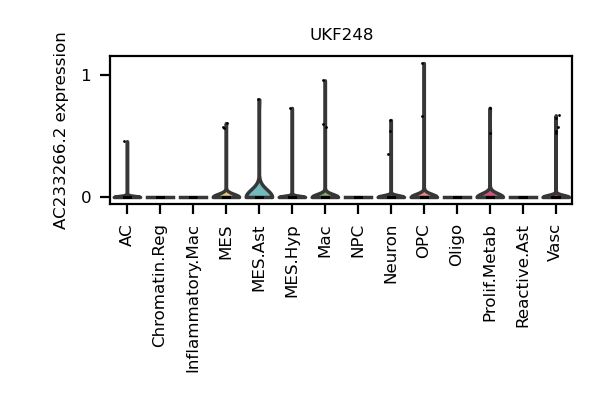 UKF248
AC233266.2 expression
1
0
AC
Chromatin.Reg
Inflammatory.Mac
MES
MES.Ast
MES.Hyp
Mac
NPC
Neuron
OPC
Oligo
Prolif.Metab
Reactive.Ast
Vasc